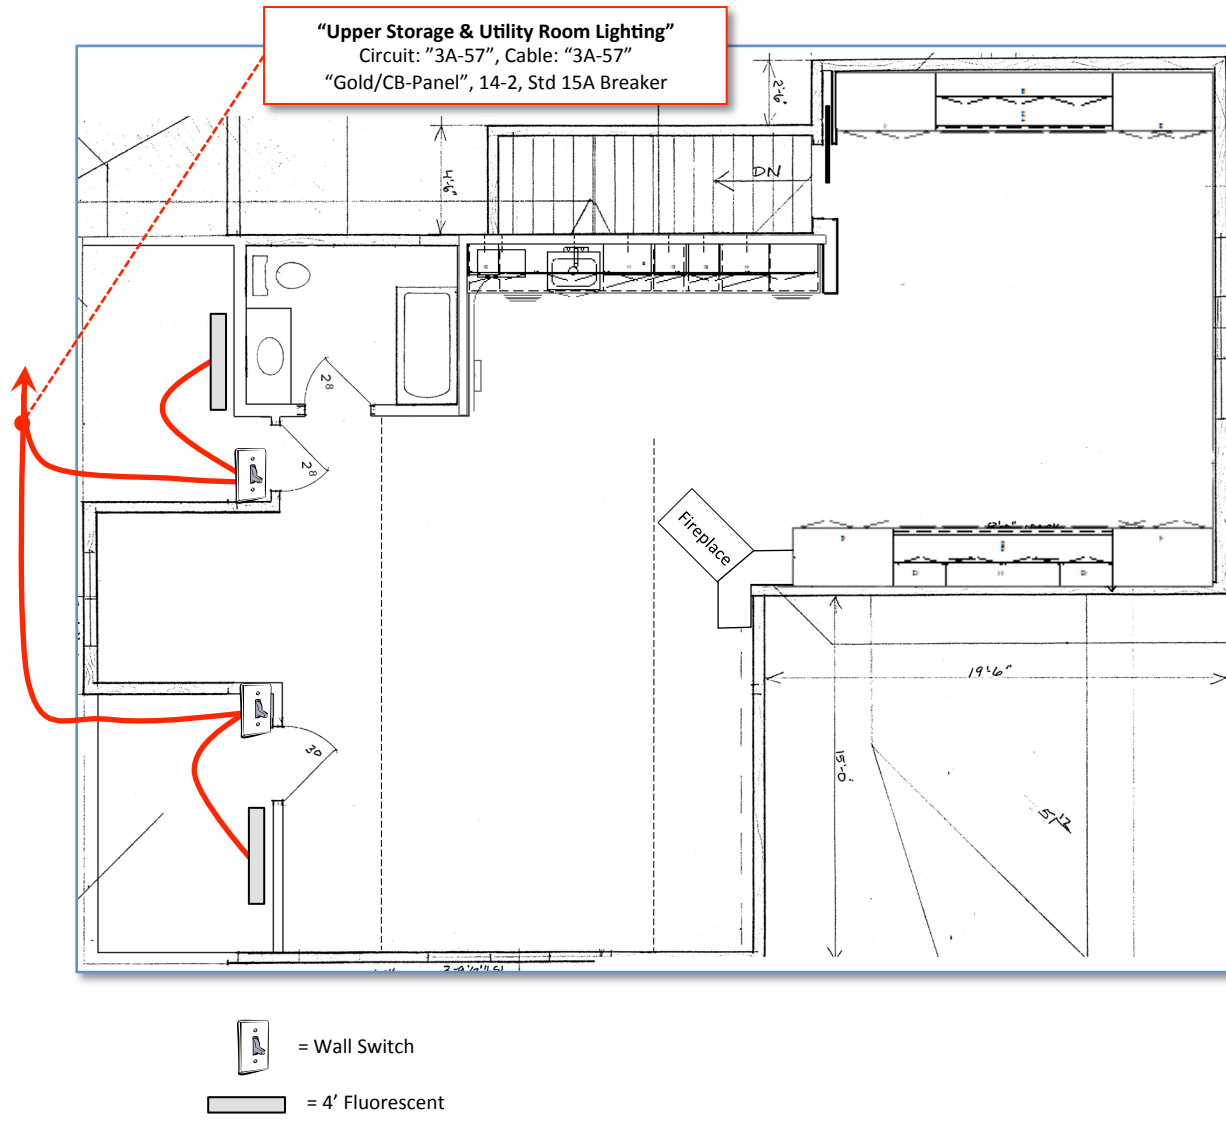 “Upper Storage & Utility Room Lighting”
Circuit: ”3A-57”, Cable: “3A-57”
“Gold/CB-Panel”, 14-2, Std 15A Breaker
2'-6"
4'-6"
DN
2⁸
2⁸
Fireplace
19'-6"
30
15'-0"
= Wall Switch
= 4’ Fluorescent